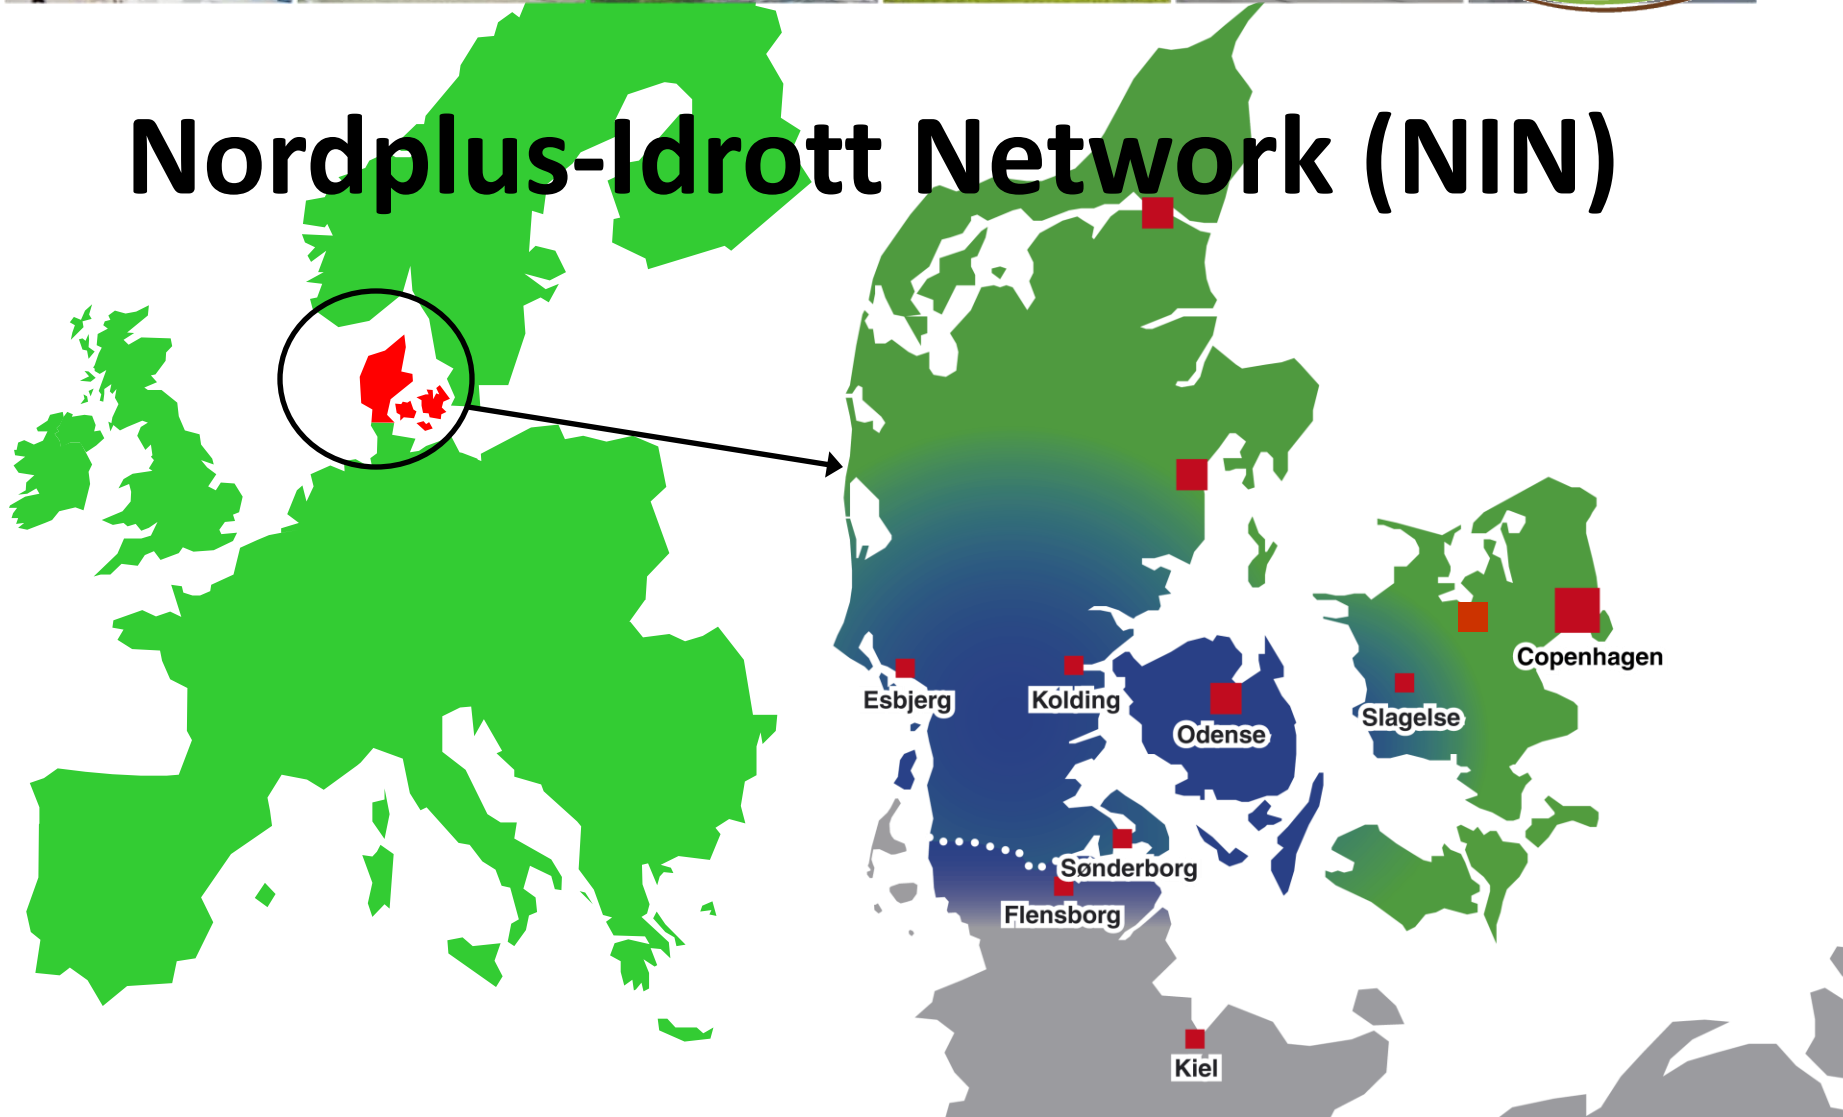 Nordplus-Idrott Network (NIN)
Copenhagen
Esbjerg
Kolding
Slagelse
Odense
Sønderborg
Flensborg
Kiel